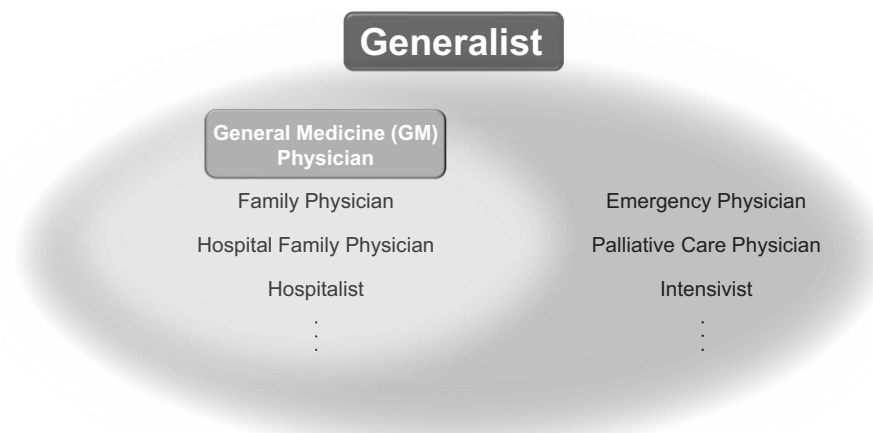 Generalist
General Medicine (GM)
Physician
Family Physician
Hospital Family Physician
Hospitalist
.
.
.
Emergency Physician
Palliative Care Physician
Intensivist
.
.
.